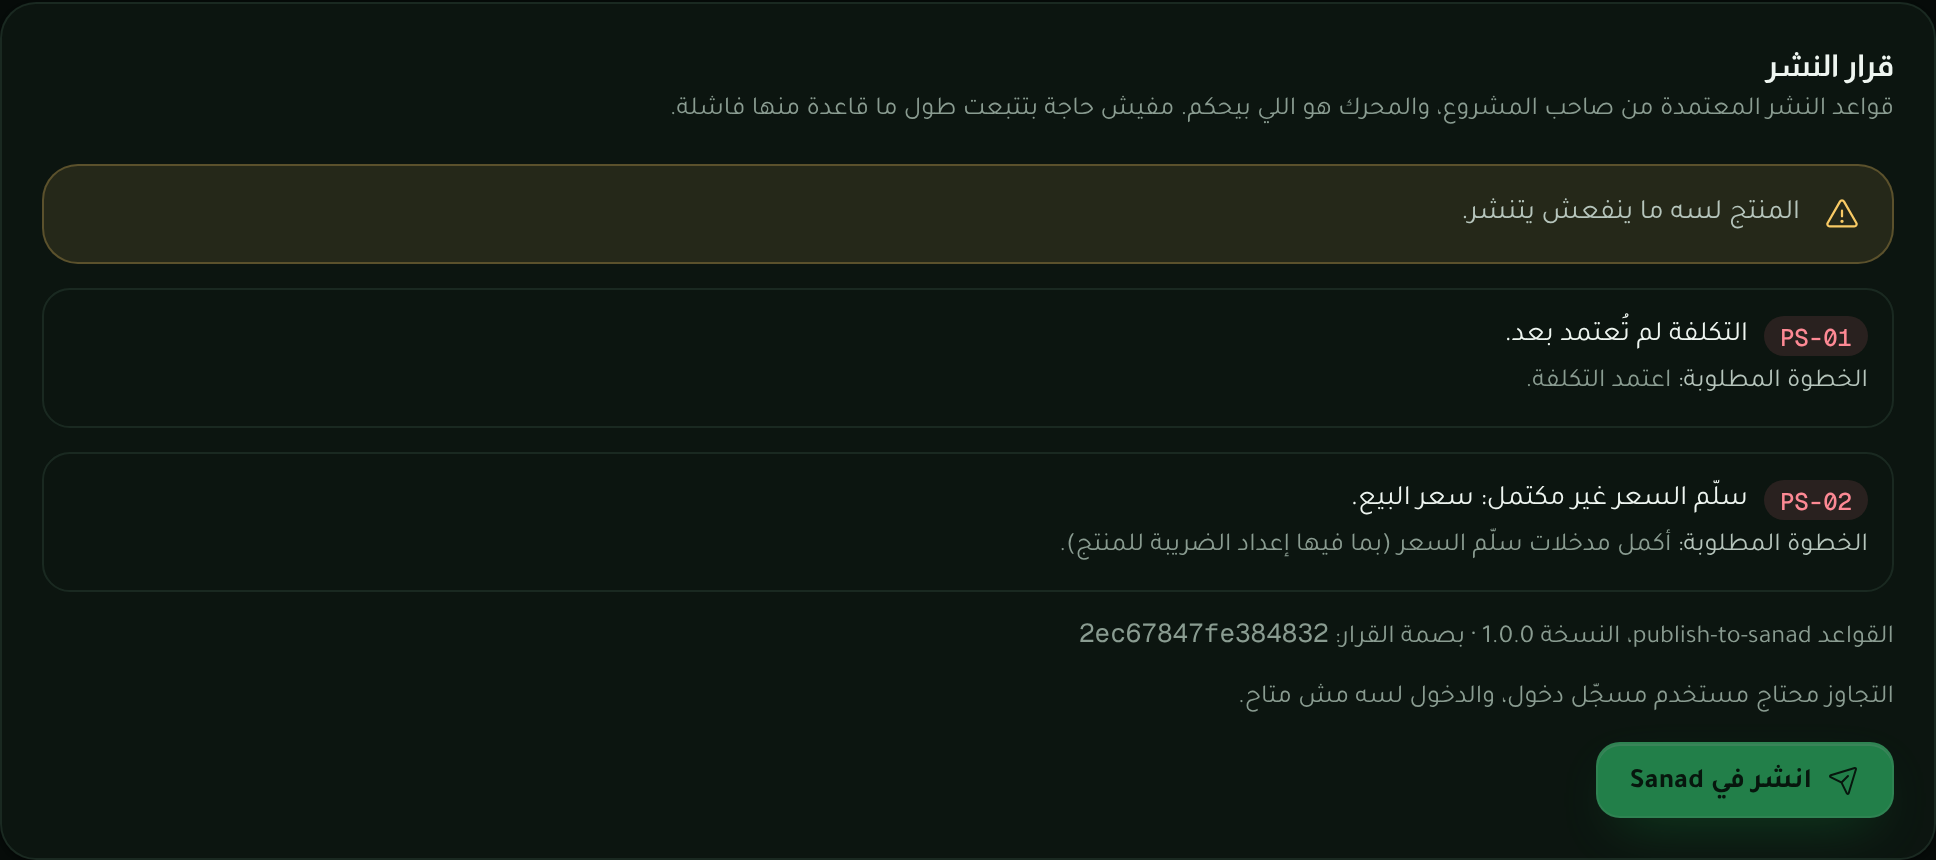 قرار النشر
قواعد النشر المعتمدة من صاحب المشروع، والمحرك هو اللي بيحكم. مفيش حاجة بتتبعت طول ما قاعدة منها فاشلة.
المنتج لسه ما ينفعش يتنشر.
PS-01 التكلفة لم تُعتمد بعد.
الخطوة المطلوبة: اعتمد التكلفة.
PS-02 سلّم السعر غير مكتمل: سعر البيع.
الخطوة المطلوبة: أكمل مدخلات سلّم السعر (بما فيها إعداد الضريبة للمنتج).
القواعد publish-to-sanad، النسخة 1.0.0 · بصمة القرار: 2ec67847fe384832
التجاوز محتاج مستخدم مسجّل دخول، والدخول لسه مش متاح.
انشر في Sanad